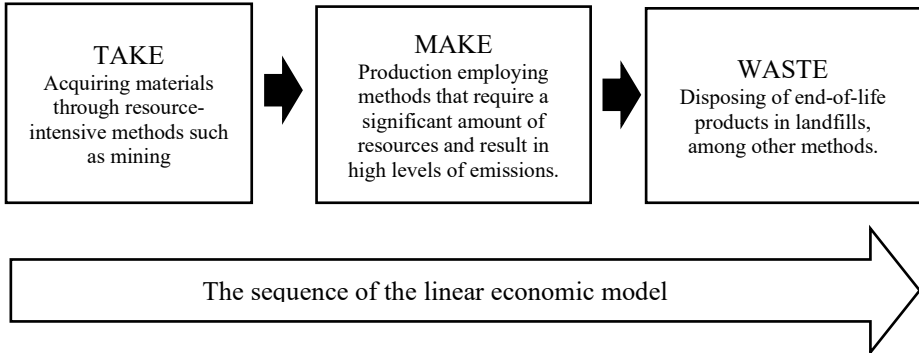 TAKE
Acquiring materials
through resource-
intensive methods such
as mining
MAKE
Production employing
methods that require a
significant amount of
resources and result in
high levels of emissions.
WASTE
Disposing of end-of-life
products in landfills,
among other methods.
The sequence of the linear economic model